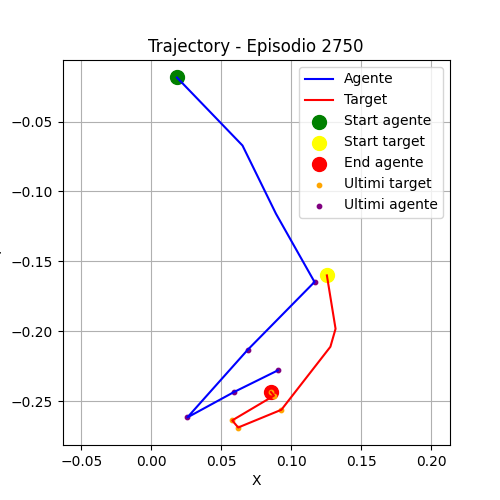 Trajectory - Episodio 2750
Agente
Target
Start agente
Start target
End agente
Ultimi target
Ultimi agente
−0.05
−0.10
−0.15
−0.20
−0.25
−0.05
0.00
0.05
0.10
0.15
0.20
X